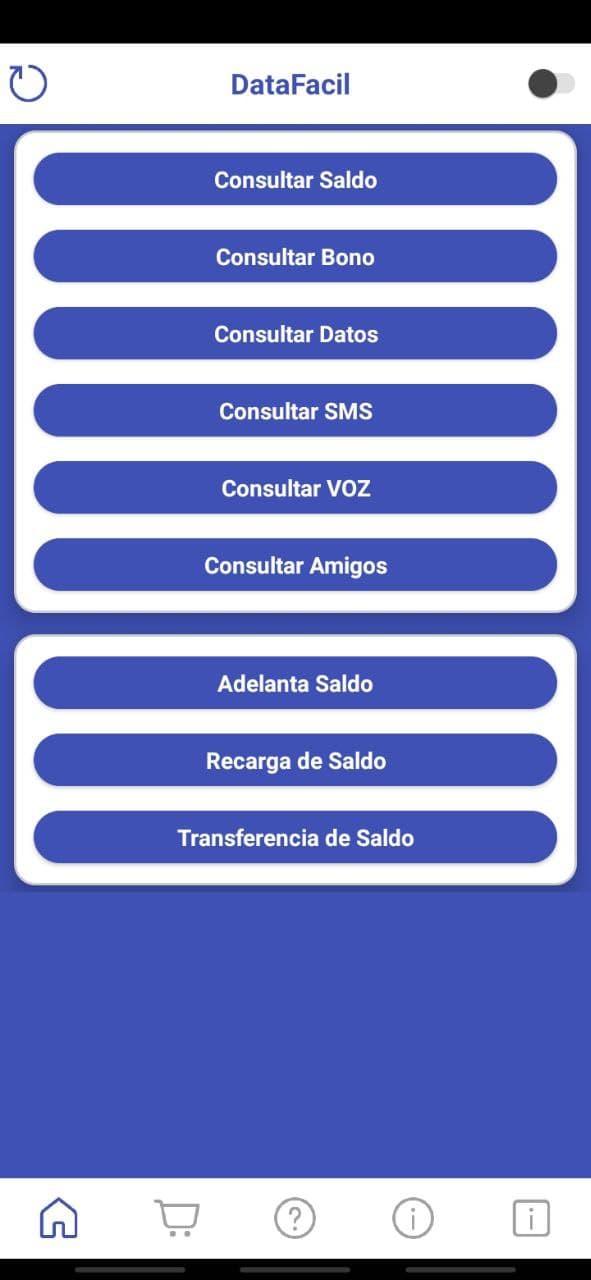 DataFacil
Consultar Saldo
Consultar Bono
Consultar Datos
Consultar SMS
Consultar VOZ
Consultar Amigos
Adelanta Saldo
Recarga de Saldo
Transferencia de Saldo